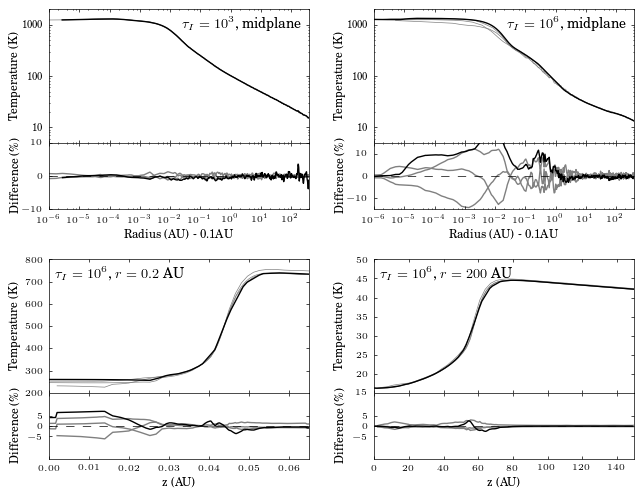 τ_I = 10^3, midplane
Temperature (K)
1000
100
10
Difference (%)
10
0
−10
10^−6 10^−5 10^−4 10^−3 10^−2 10^−1 10^0 10^1 10^2
Radius (AU) - 0.1AU
τ_I = 10^6, midplane
Temperature (K)
1000
100
10
Difference (%)
10
0
−10
10^−6 10^−5 10^−4 10^−3 10^−2 10^−1 10^0 10^1 10^2
Radius (AU) - 0.1AU
τ_I = 10^6, r = 0.2 AU
Temperature (K)
800
700
600
500
400
300
200
Difference (%)
5
0
−5
0.00 0.01 0.02 0.03 0.04 0.05 0.06
z (AU)
τ_I = 10^6, r = 200 AU
Temperature (K)
50
45
40
35
30
25
20
15
Difference (%)
5
0
−5
0 20 40 60 80 100 120 140
z (AU)